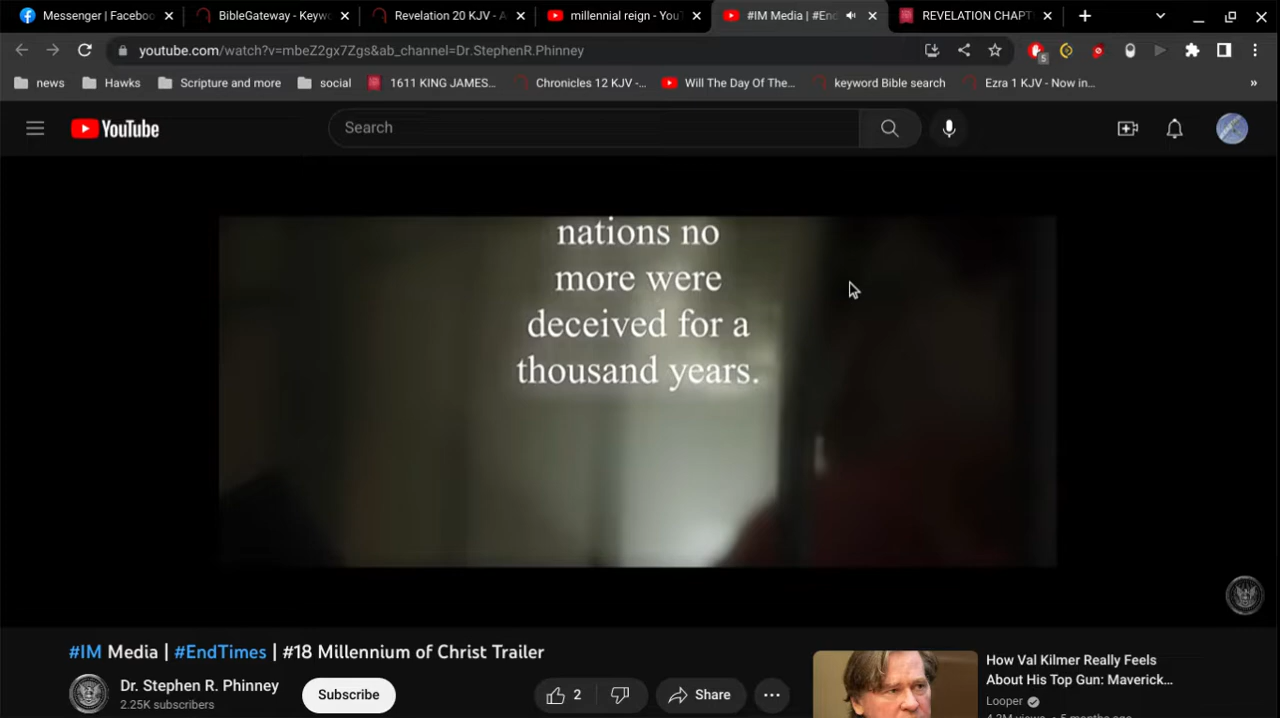 Messenger | Faceboo
BibleGateway - Keyw
Revelation 20 KJV - A
millennial reign - YouT
#IM Media | #End
REVELATION CHAPT
youtube.com/watch?v=mbeZ2gx7Zgs&ab_channel=Dr.StephenR.Phinney
5
news
Hawks
Scripture and more
social
1611 KING JAMES...
Chronicles 12 KJV -...
Will The Day Of The...
keyword Bible search
Ezra 1 KJV - Now in...
»
YouTube
Search
nations no
more were
deceived for a
thousand years.
#IM Media | #EndTimes | #18 Millennium of Christ Trailer
Dr. Stephen R. Phinney
2.25K subscribers
Subscribe
2
Share
How Val Kilmer Really Feels
About His Top Gun: Maverick...
Looper